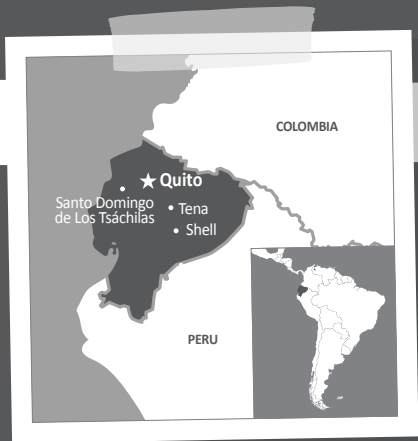 COLOMBIA
Quito
Santo Domingo
de Los Tsáchilas
Tena
Shell
PERU